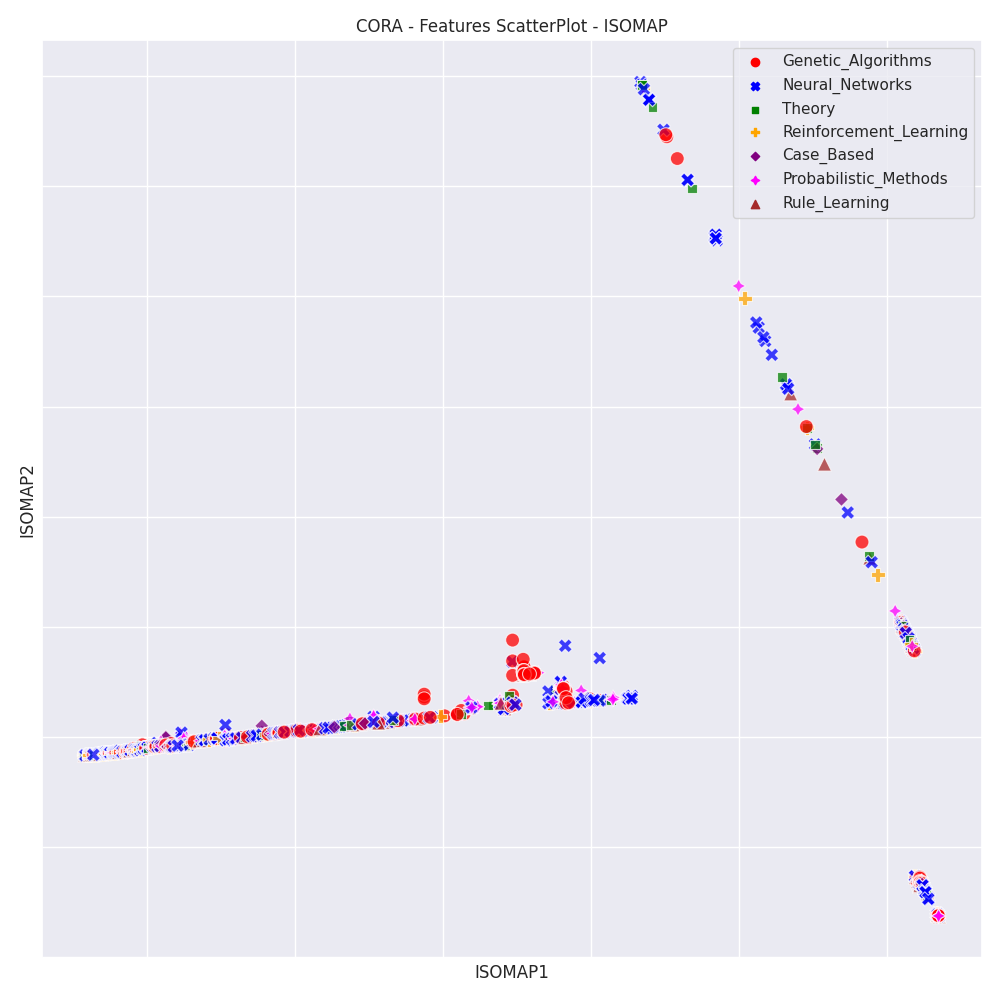 CORA - Features ScatterPlot - ISOMAP
Genetic_Algorithms
Neural_Networks
Theory
Reinforcement_Learning
Case_Based
Probabilistic_Methods
Rule_Learning
ISOMAP2
ISOMAP1